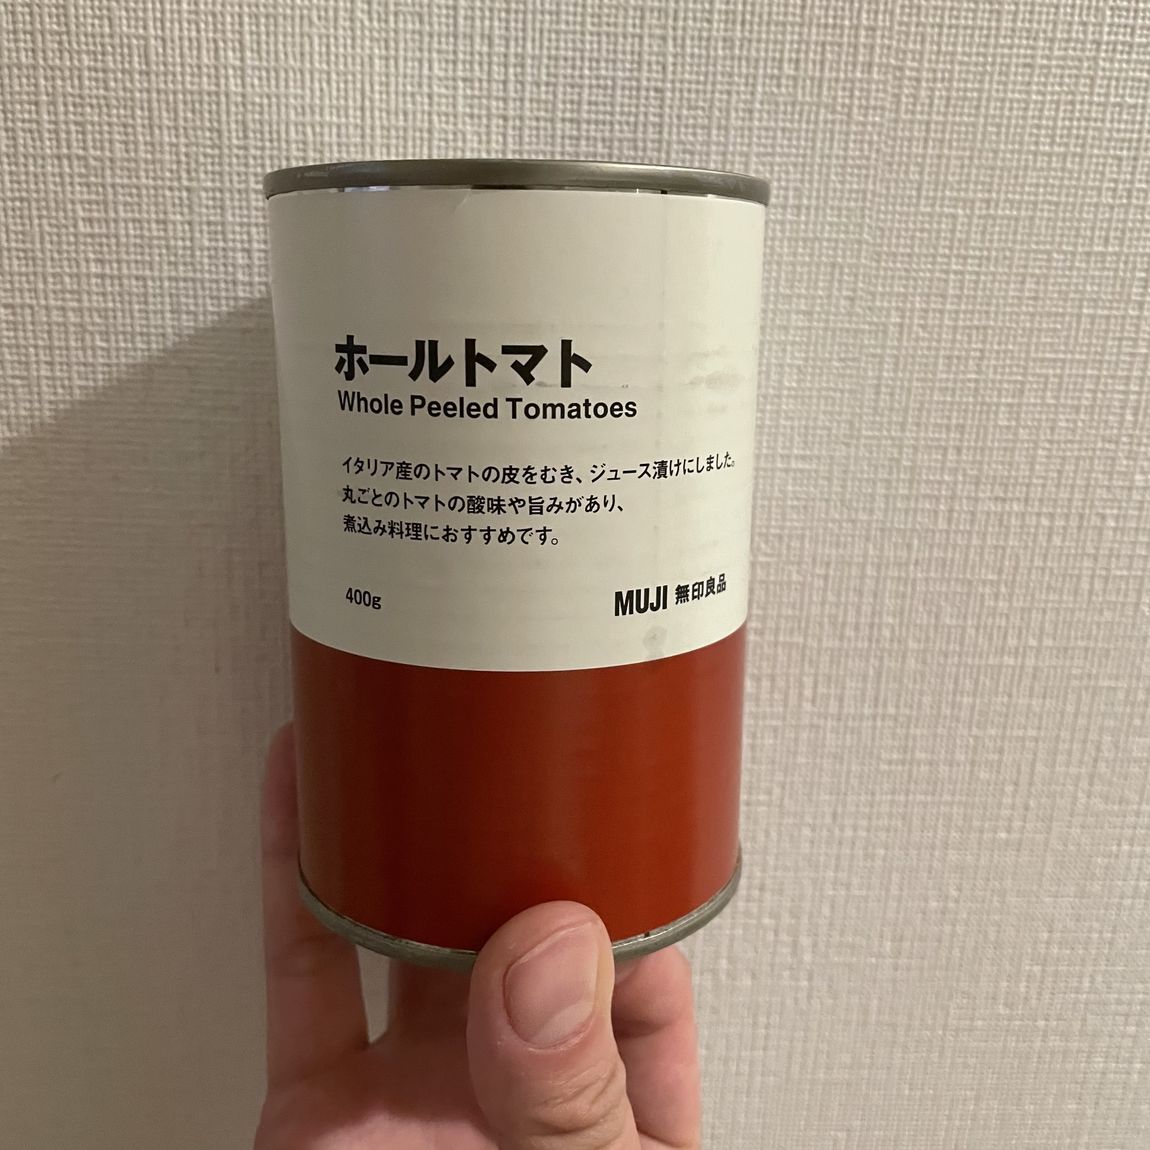 ホールトマト
Whole Peeled Tomatoes
イタリア産のトマトの皮をむき、ジュース漬けにしました。
丸ごとのトマトの酸味や旨みがあり、
煮込み料理におすすめです。
400g
MUJI 無印良品